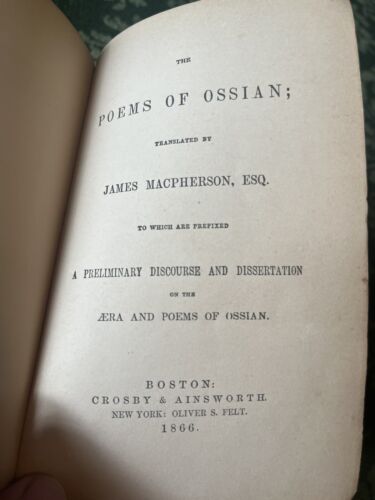 THE
POEMS OF OSSIAN;
TRANSLATED BY
JAMES MACPHERSON, ESQ.
TO WHICH ARE PREFIXED
A PRELIMINARY DISCOURSE AND DISSERTATION
ON THE
ÆRA AND POEMS OF OSSIAN.
BOSTON:
CROSBY & AINSWORTH.
NEW YORK: OLIVER S. FELT.
1866.